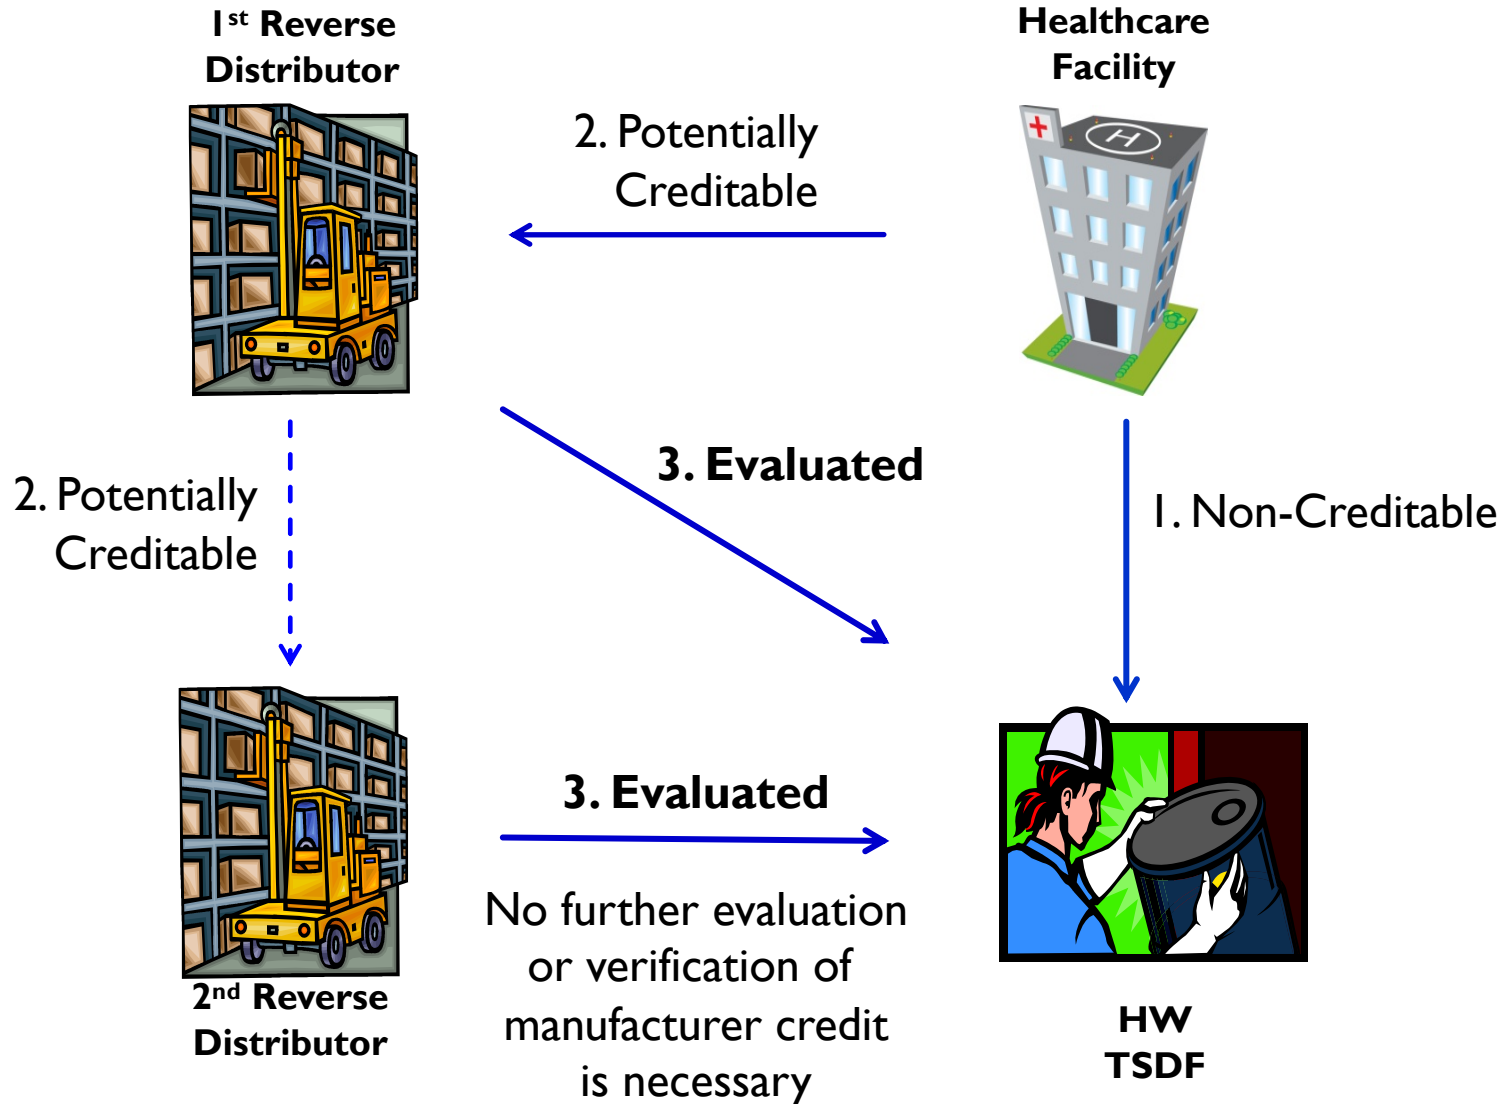 1st Reverse
Distributor
Healthcare
Facility
H
2. Potentially
Creditable
3. Evaluated
2. Potentially
Creditable
1. Non-Creditable
3. Evaluated
No further evaluation
or verification of
manufacturer credit
is necessary
2nd Reverse
Distributor
HW
TSDF